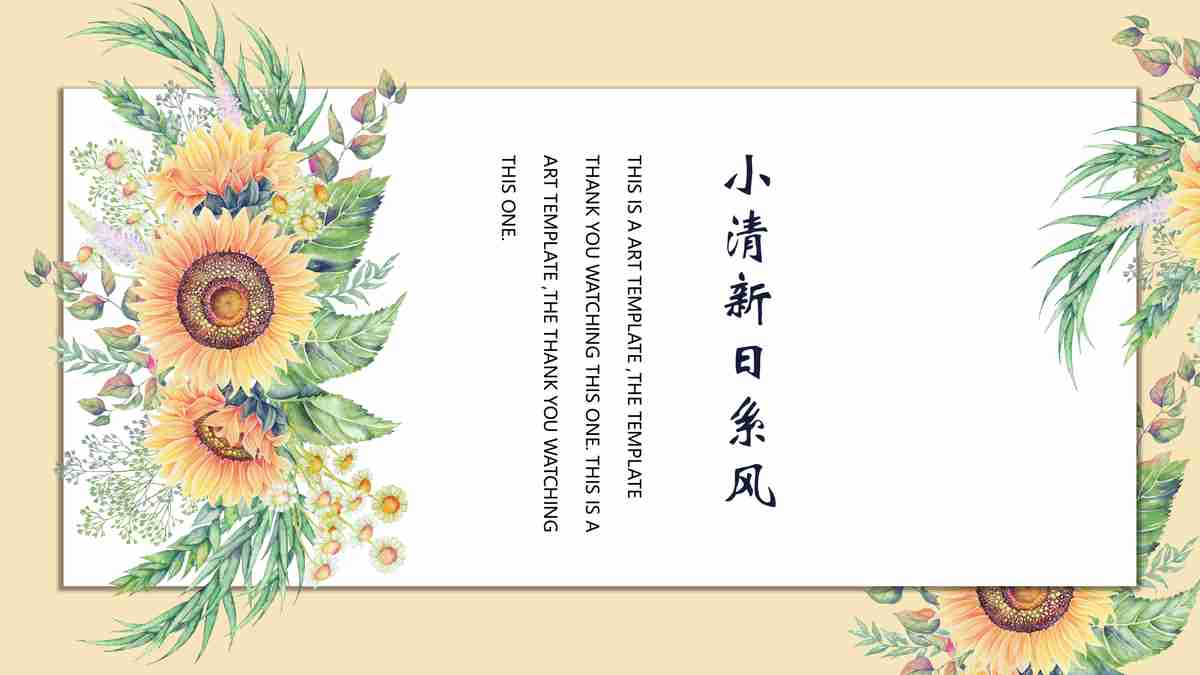 小清新日系风
THIS IS A ART TEMPLATE ,THE TEMPLATE
THANK YOU WATCHING THIS ONE. THIS IS A
ART TEMPLATE ,THE THANK YOU WATCHING
THIS ONE.